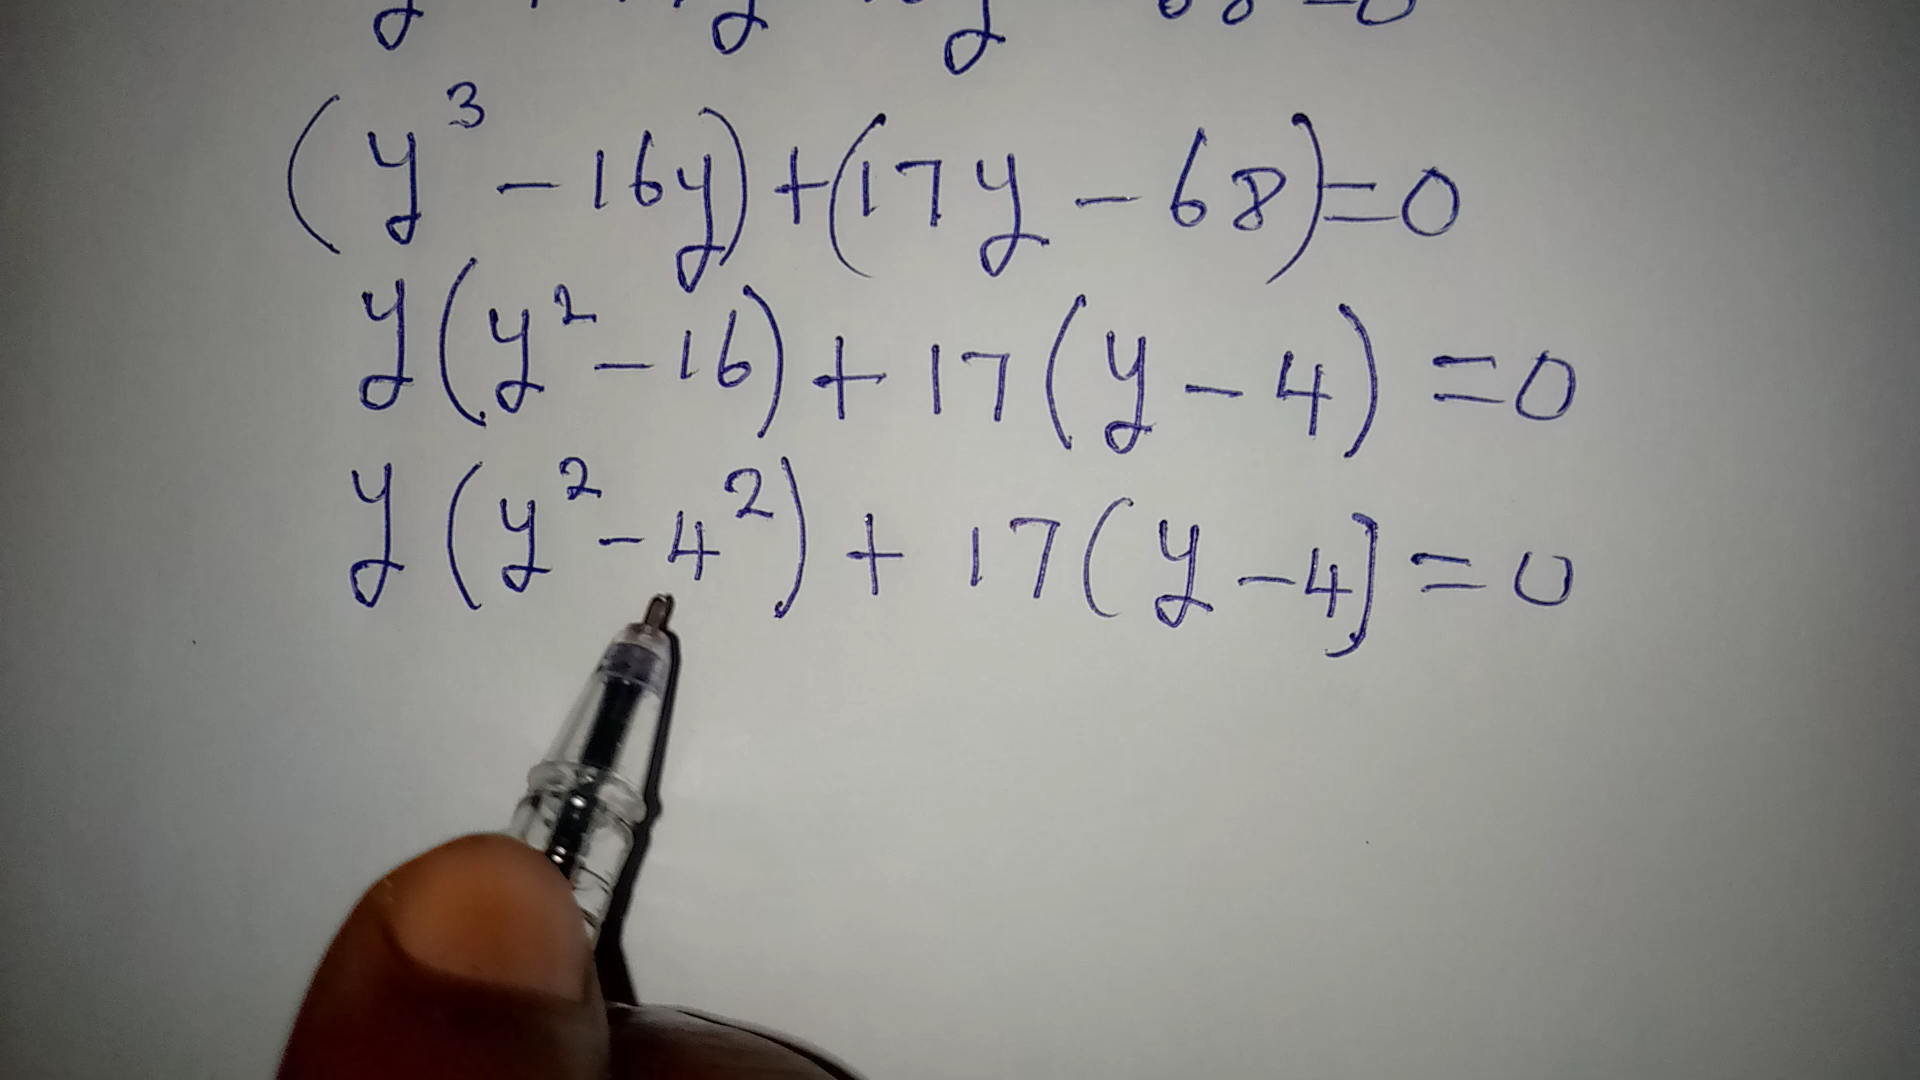 (y³ - 16y) + (17y - 68) = 0
y(y² - 16) + 17(y - 4) = 0
y(y² - 4²) + 17(y - 4] = 0